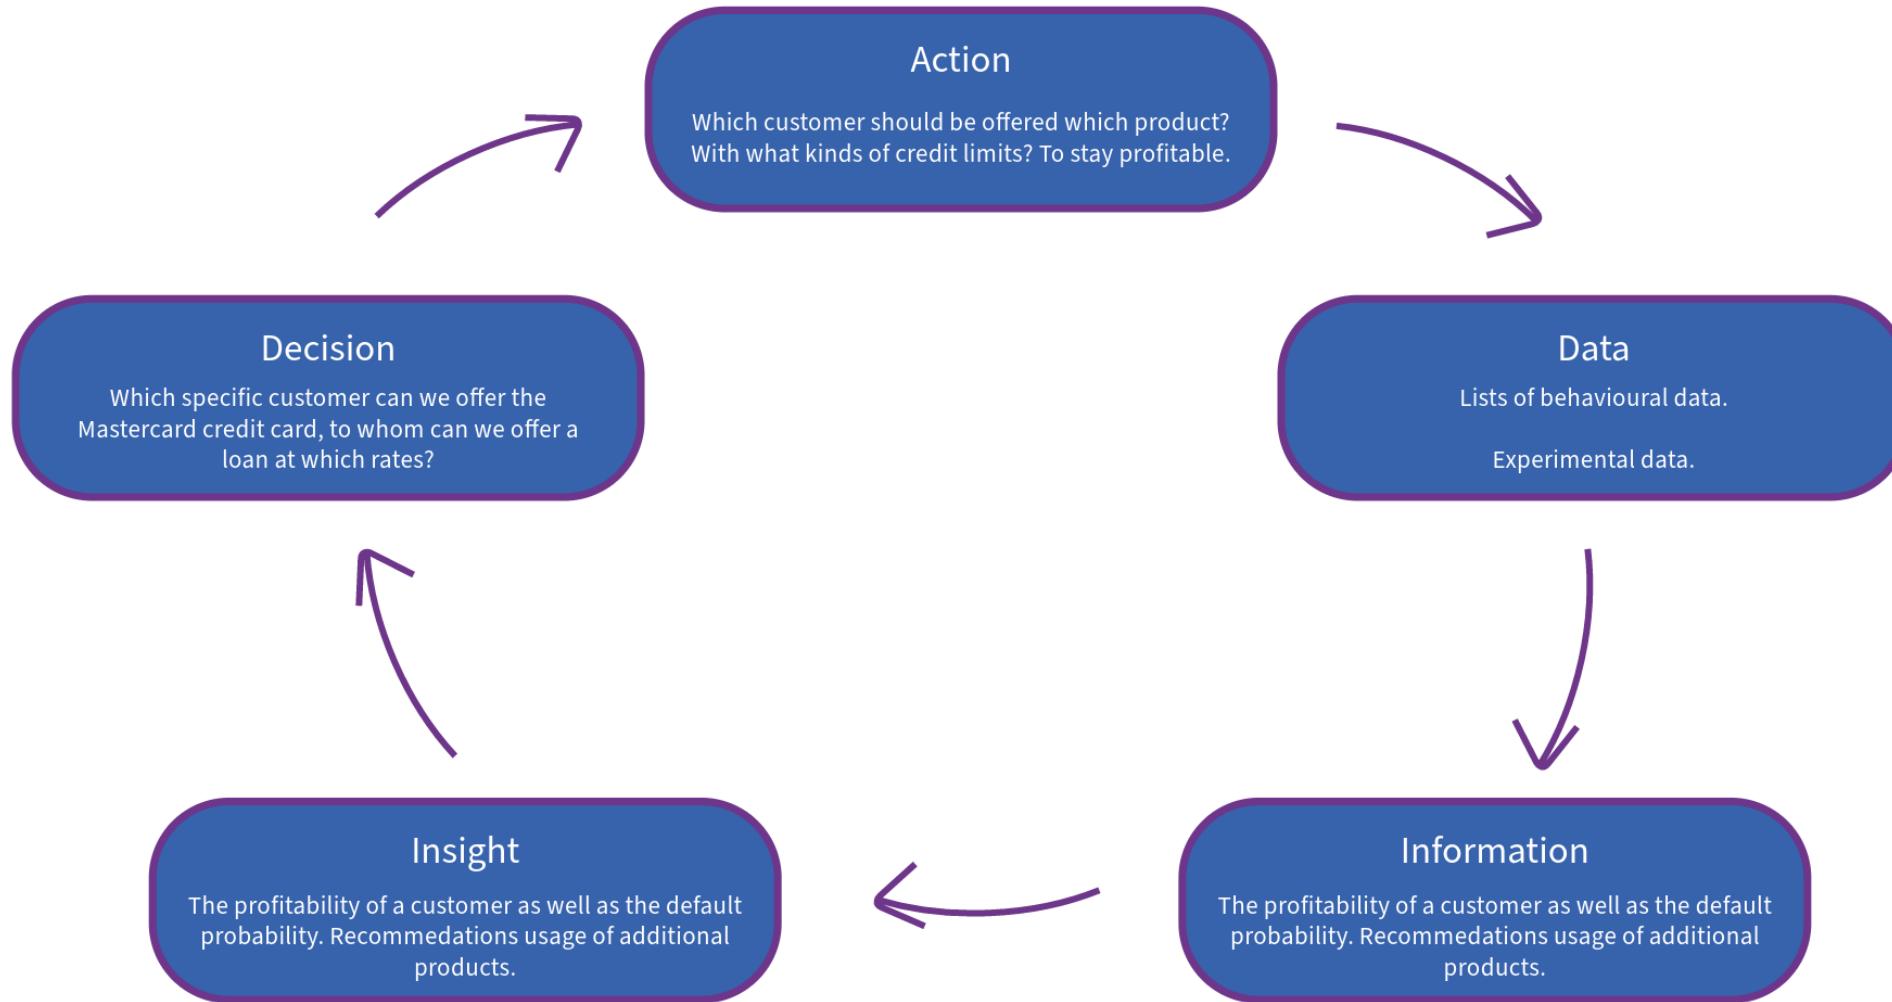 Action
Which customer should be offered which product?
With what kinds of credit limits? To stay profitable.
Decision
Which specific customer can we offer the
Mastercard credit card, to whom can we offer a
loan at which rates?
Data
Lists of behavioural data.
Experimental data.
Insight
The profitability of a customer as well as the default
probability. Recommedations usage of additional
products.
Information
The profitability of a customer as well as the default
probability. Recommedations usage of additional
products.